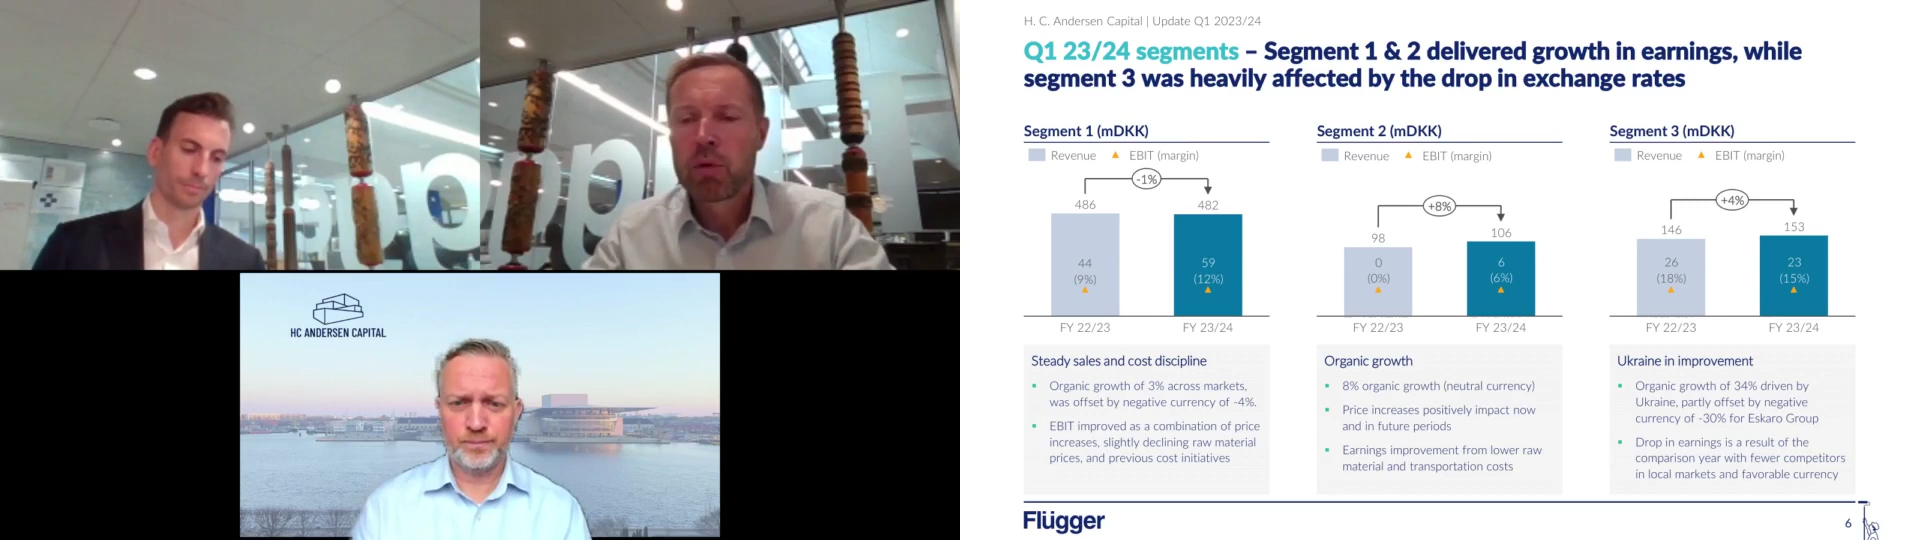 HC ANDERSEN CAPITAL
H. C. Andersen Capital | Update Q1 2023/24
Q1 23/24 segments – Segment 1 & 2 delivered growth in earnings, while
segment 3 was heavily affected by the drop in exchange rates
Segment 1 (mDKK)
Revenue EBIT (margin)
-1%
486 482
44 59
(9%) (12%)
FY 22/23 FY 23/24
Steady sales and cost discipline
Organic growth of 3% across markets,
was offset by negative currency of -4%.
EBIT improved as a combination of price
increases, slightly declining raw material
prices, and previous cost initiatives
Segment 2 (mDKK)
Revenue EBIT (margin)
+8%
98 106
0 6
(0%) (6%)
FY 22/23 FY 23/24
Organic growth
8% organic growth (neutral currency)
Price increases positively impact now
and in future periods
Earnings improvement from lower raw
material and transportation costs
Segment 3 (mDKK)
Revenue EBIT (margin)
+4%
146 153
26 23
(18%) (15%)
FY 22/23 FY 23/24
Ukraine in improvement
Organic growth of 34% driven by
Ukraine, partly offset by negative
currency of -30% for Eskaro Group
Drop in earnings is a result of the
comparison year with fewer competitors
in local markets and favorable currency
Flügger
6